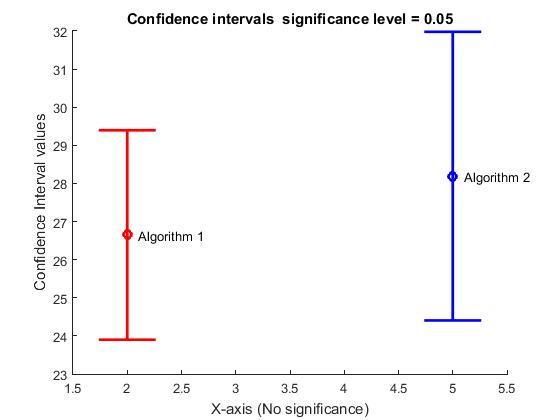 Confidence intervals  significance level = 0.05
Confidence Interval values
32
31
30
29
28
27
26
25
24
23
Algorithm 1
Algorithm 2
1.5 2 2.5 3 3.5 4 4.5 5 5.5
X-axis (No significance)